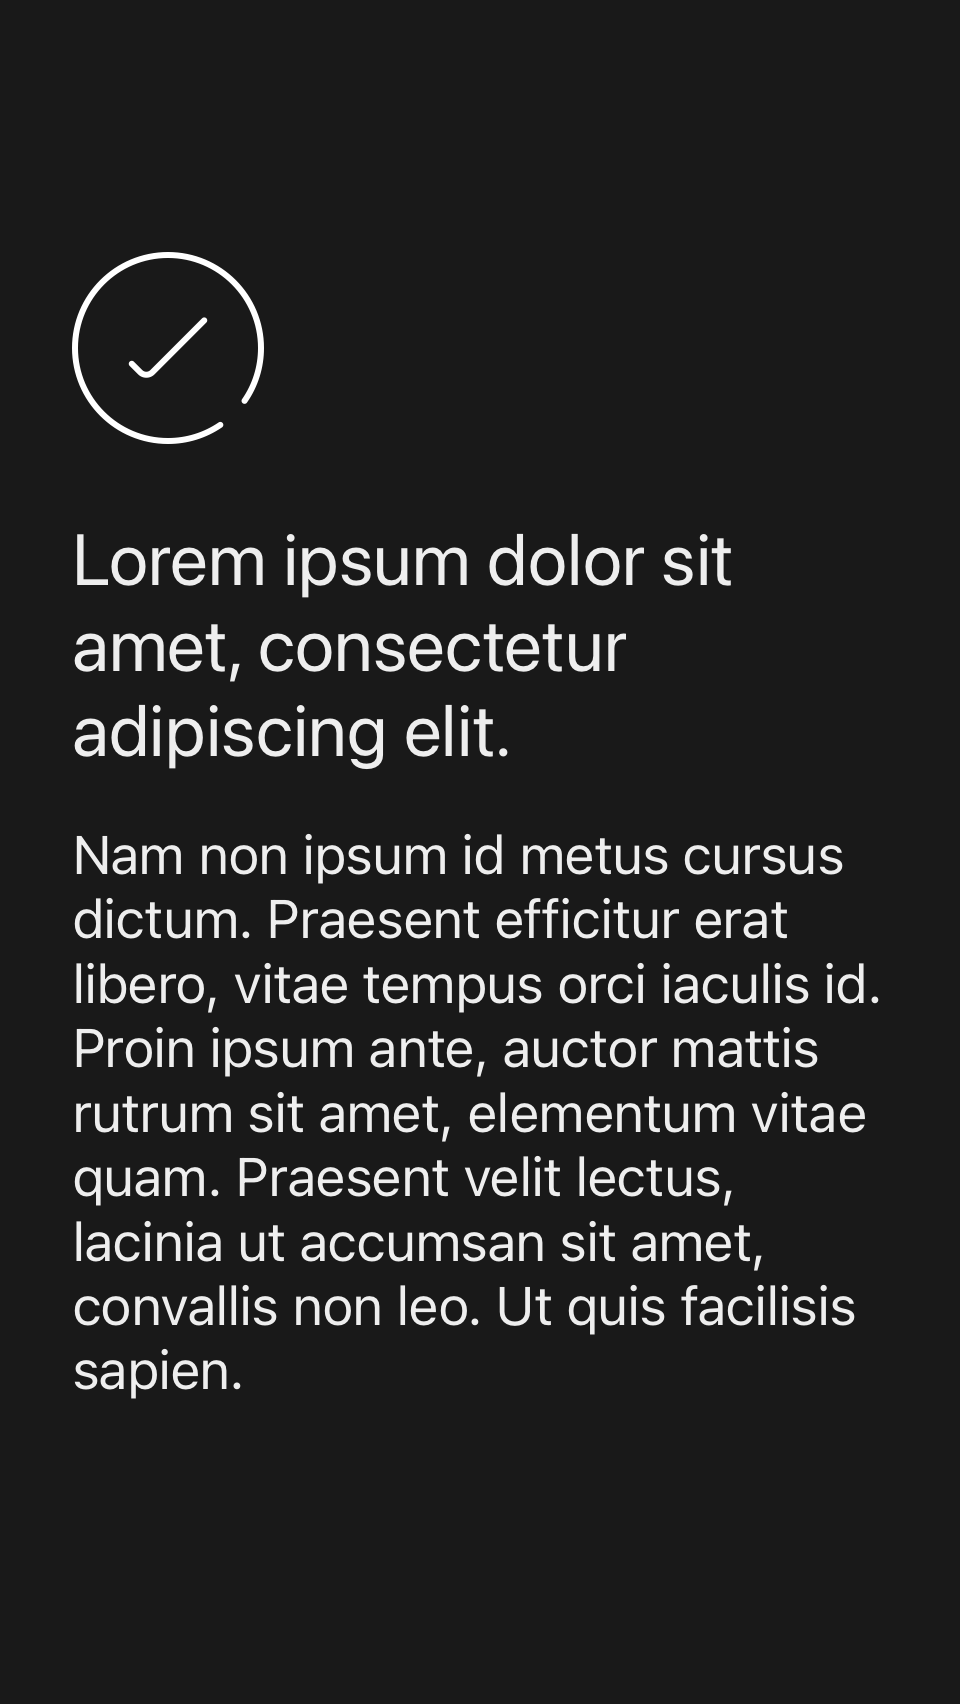 Lorem ipsum dolor sit
amet, consectetur
adipiscing elit.
Nam non ipsum id metus cursus
dictum. Praesent efficitur erat
libero, vitae tempus orci iaculis id.
Proin ipsum ante, auctor mattis
rutrum sit amet, elementum vitae
quam. Praesent velit lectus,
lacinia ut accumsan sit amet,
convallis non leo. Ut quis facilisis
sapien.